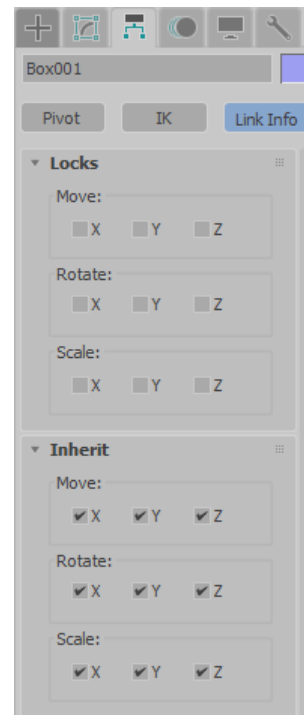 Box001
Pivot IK Link Info
Locks
Move:
X Y Z
Rotate:
X Y Z
Scale:
X Y Z
Inherit
Move:
X Y Z
Rotate:
X Y Z
Scale:
X Y Z